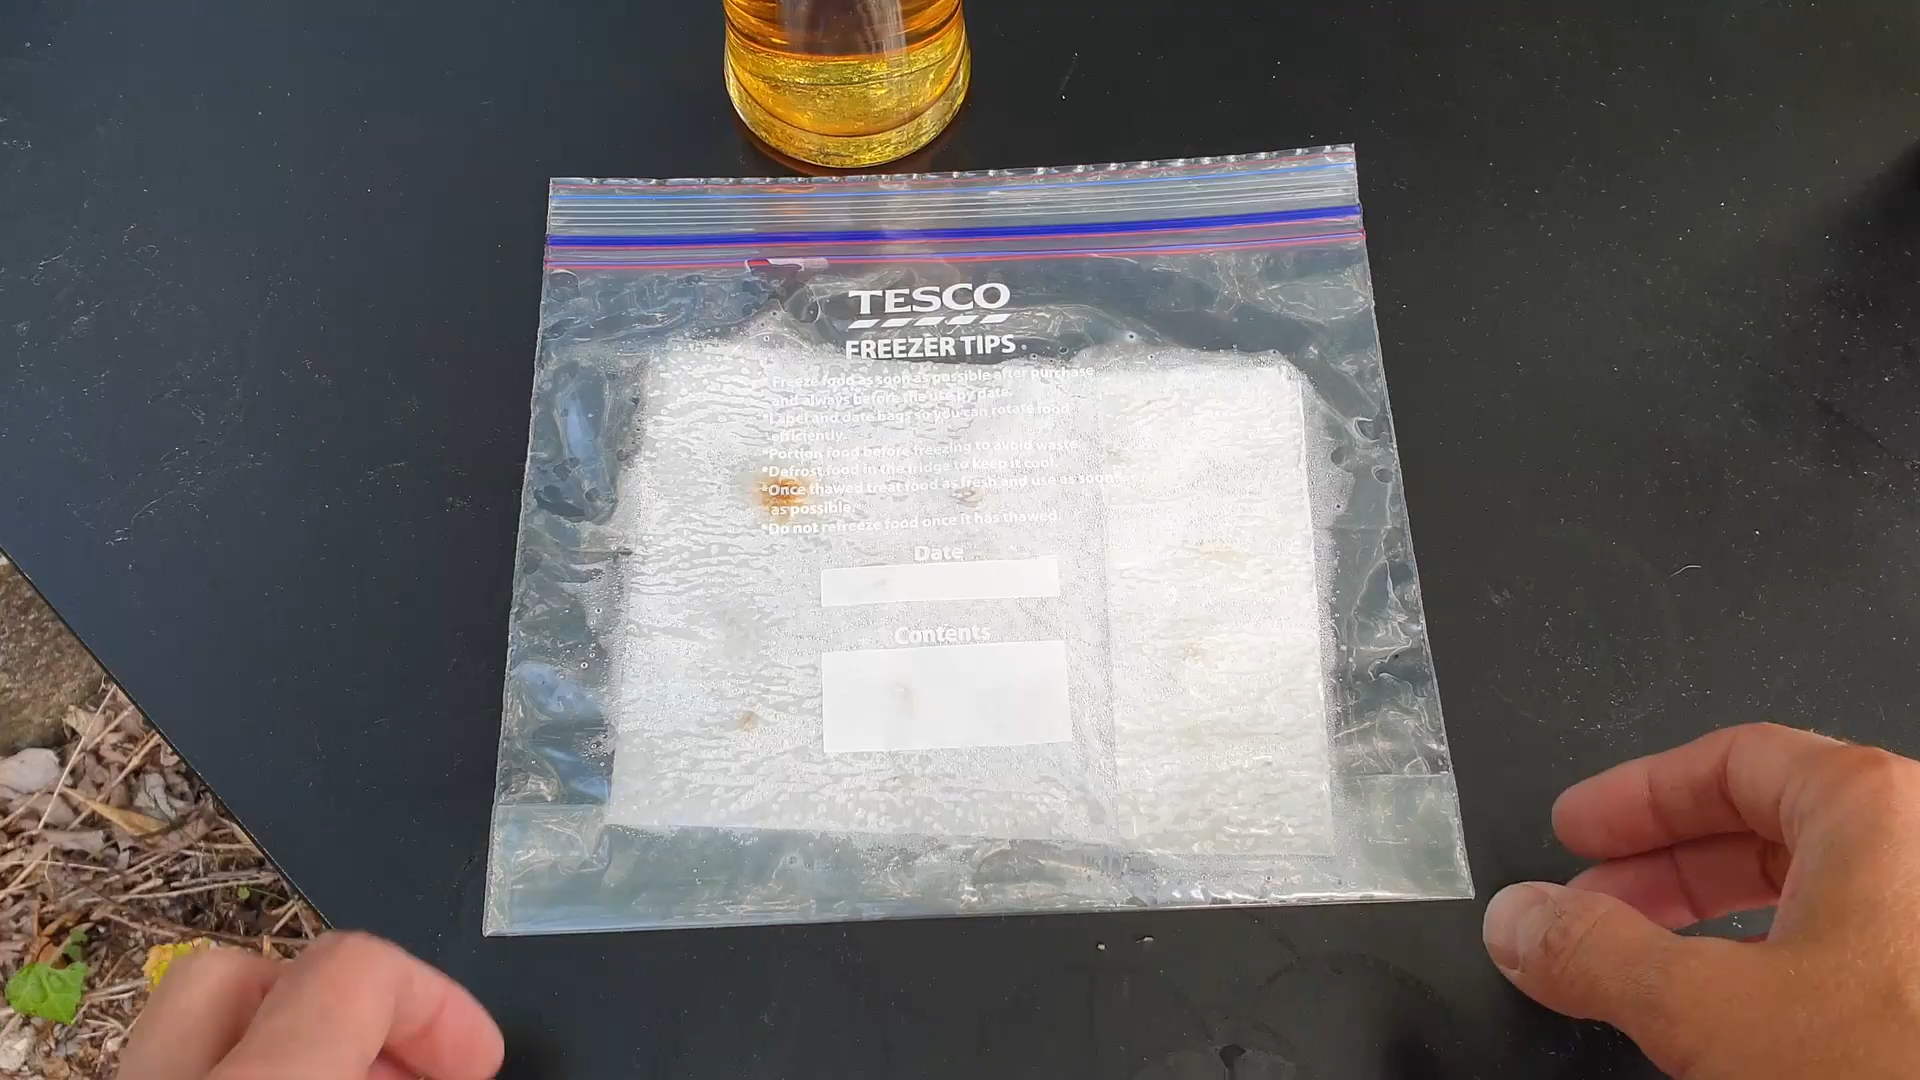 TESCO
FREEZER TIPS
*Freeze food as soon as possible after purchase
and always before the use by date.
*Label and date bags so you can rotate food
efficiently.
*Portion food before freezing to avoid waste.
*Defrost food in the fridge to keep it cool.
*Once thawed treat food as fresh and use as soon
as possible.
*Do not refreeze food once it has thawed.
Date
Contents